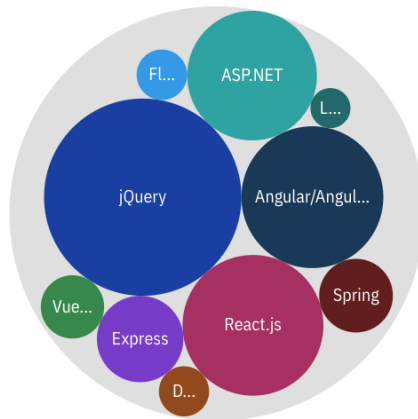 ASP.NET
Fl...
L...
jQuery
Angular/Angul...
Spring
Vue...
React.js
Express
D...